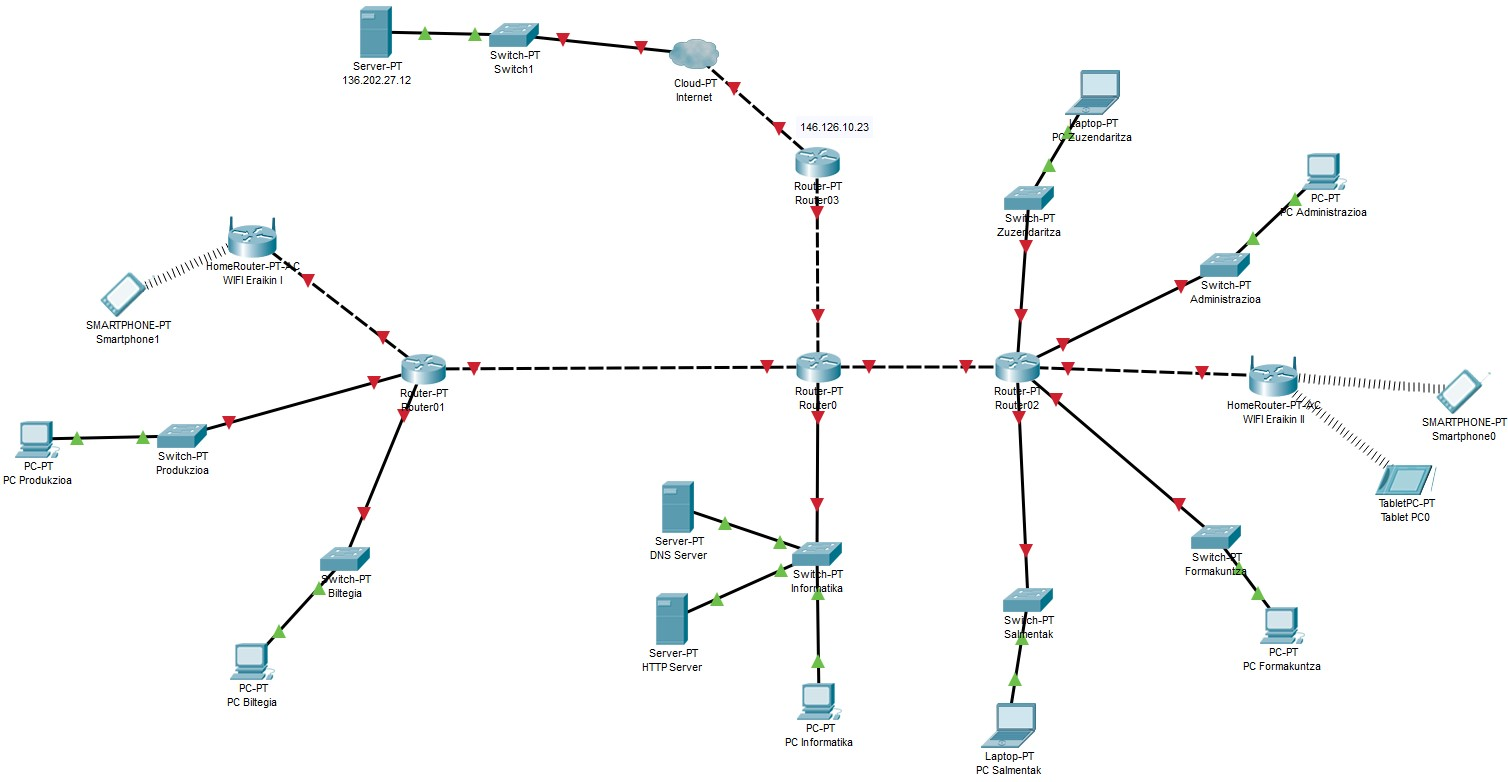 Server-PT
136.202.27.12
Switch-PT
Switch1
Cloud-PT
Internet
146.126.10.23
Router-PT
Router03
Laptop-PT
PC Zuzendaritza
Switch-PT
Zuzendaritza
PC-PT
PC Administrazioa
Switch-PT
Administrazioa
HomeRouter-PT-AC
WIFI Eraikin I
SMARTPHONE-PT
Smartphone1
Router-PT
Router01
Router-PT
Router0
Router-PT
Router02
HomeRouter-PT-AC
WIFI Eraikin II
SMARTPHONE-PT
Smartphone0
TabletPC-PT
Tablet PC0
PC-PT
PC Produkzioa
Switch-PT
Produkzioa
Switch-PT
Biltegia
PC-PT
PC Biltegia
Server-PT
DNS Server
Switch-PT
Informatika
Server-PT
HTTP Server
PC-PT
PC Informatika
Switch-PT
Salmentak
Laptop-PT
PC Salmentak
Switch-PT
Formakuntza
PC-PT
PC Formakuntza